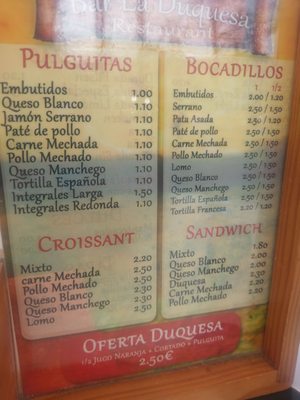 Bar La Duquesa
Restaurant
Pulguitas
Embutidos 1.00
Queso Blanco 1.10
Jamón Serrano 1.10
Paté de pollo 1.10
Carne Mechada 1.10
Pollo Mechado 1.10
Queso Manchego 1.10
Tortilla Española 1.10
Integrales Larga 1.50
Integrales Redonda 1.10
Croissant
Mixto 2.20
carne Mechada 2.50
Pollo Mechado 2.50
Queso Blanco 2.30
Queso Manchego 2.50
Lomo 2.50
Bocadillos
1 1/2
Embutidos 2.00 / 1.20
Serrano 2.50 / 1.50
Pata Asada 2.50 / 1.50
Paté de pollo 2.50 / 1.50
Carne Mechada 2.50 / 1.50
Pollo Mechado 2.50 / 1.50
Lomo 2.50 / 1.50
Queso Blanco 2.50 / 1.50
Queso Manchego 2.50 / 1.50
Tortilla Española 2.50 / 1.50
Tortilla Francesa 2.20 / 1.20
Sandwich
Mixto 1.80
Queso Blanco 2.00
Queso Manchego 2.00
Duquesa 2.30
Carne Mechada 2.20
Pollo Mechado 2.20
Oferta Duquesa
1/2 Jugo Naranja + Cortado + Pulguita
2.50€